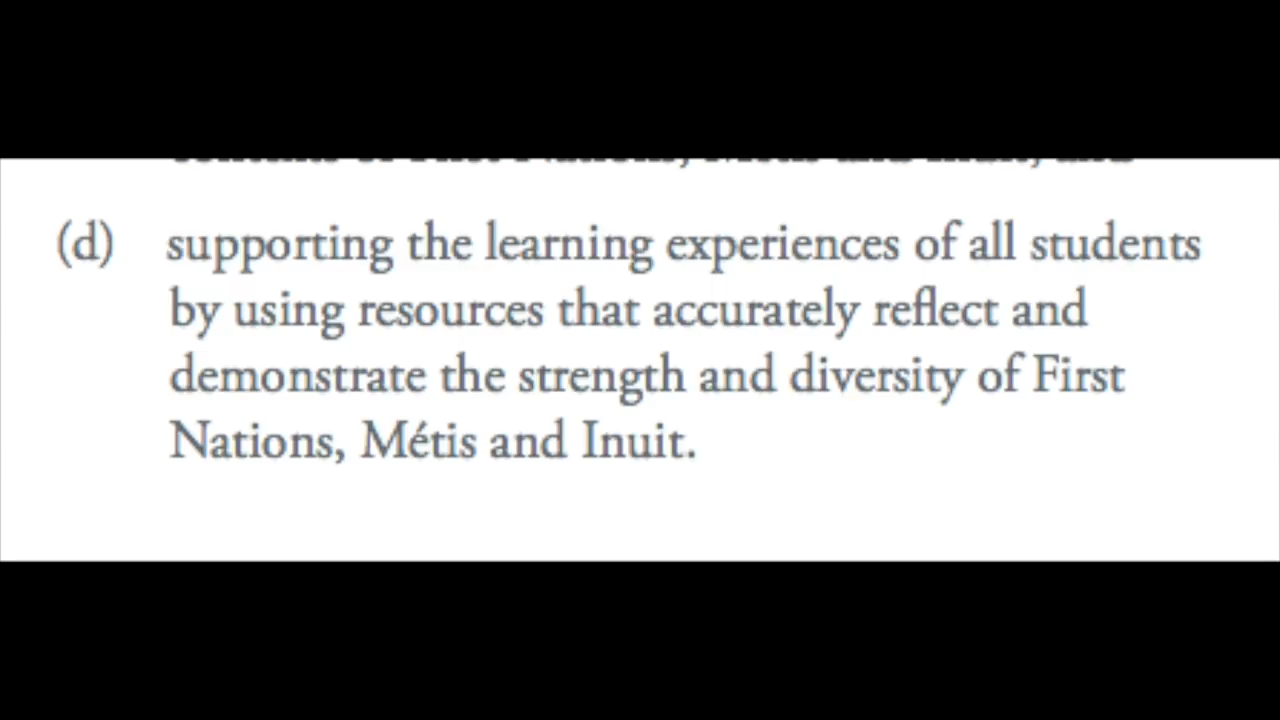 (d) supporting the learning experiences of all students
by using resources that accurately reflect and
demonstrate the strength and diversity of First
Nations, Métis and Inuit.